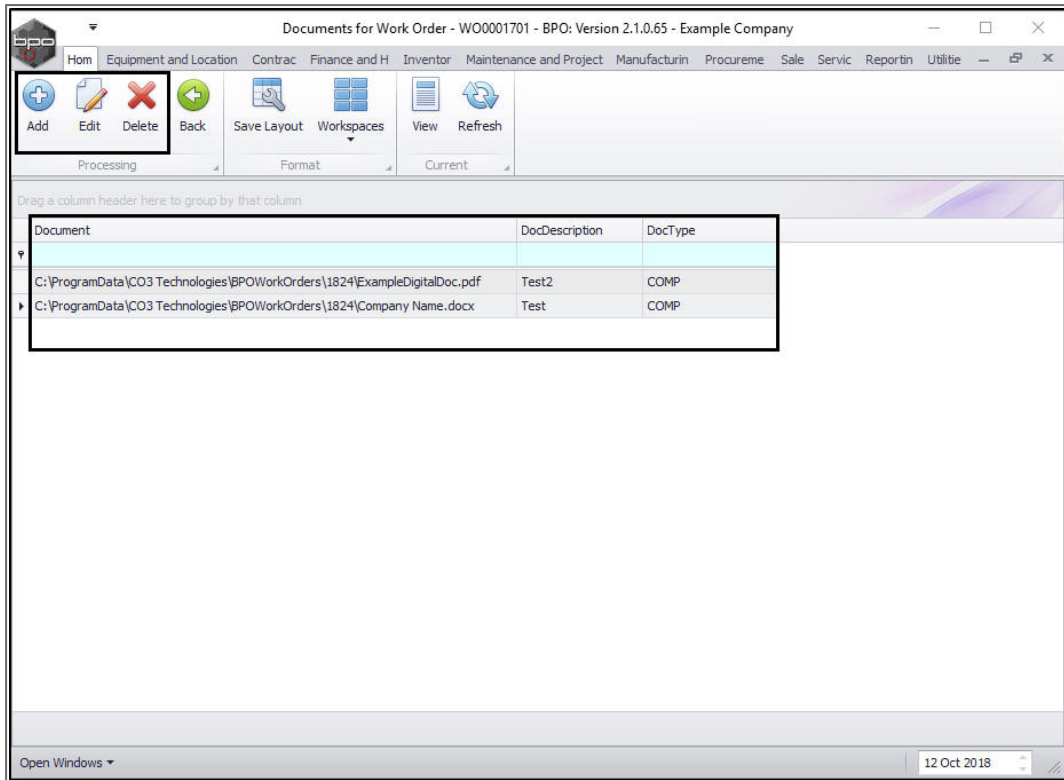 bpo
Documents for Work Order - WO0001701 - BPO: Version 2.1.0.65 - Example Company
Hom Equipment and Location Contrac Finance and H Inventor Maintenance and Project Manufacturin Procureme Sale Servic Reportin Utilitie
Add Edit Delete Back Save Layout Workspaces View Refresh
Processing Format Current
Drag a column header here to group by that column
Document DocDescription DocType
C:\ProgramData\CO3 Technologies\BPOWorkOrders\1824\ExampleDigitalDoc.pdf Test2 COMP
C:\ProgramData\CO3 Technologies\BPOWorkOrders\1824\Company Name.docx Test COMP
Open Windows 12 Oct 2018